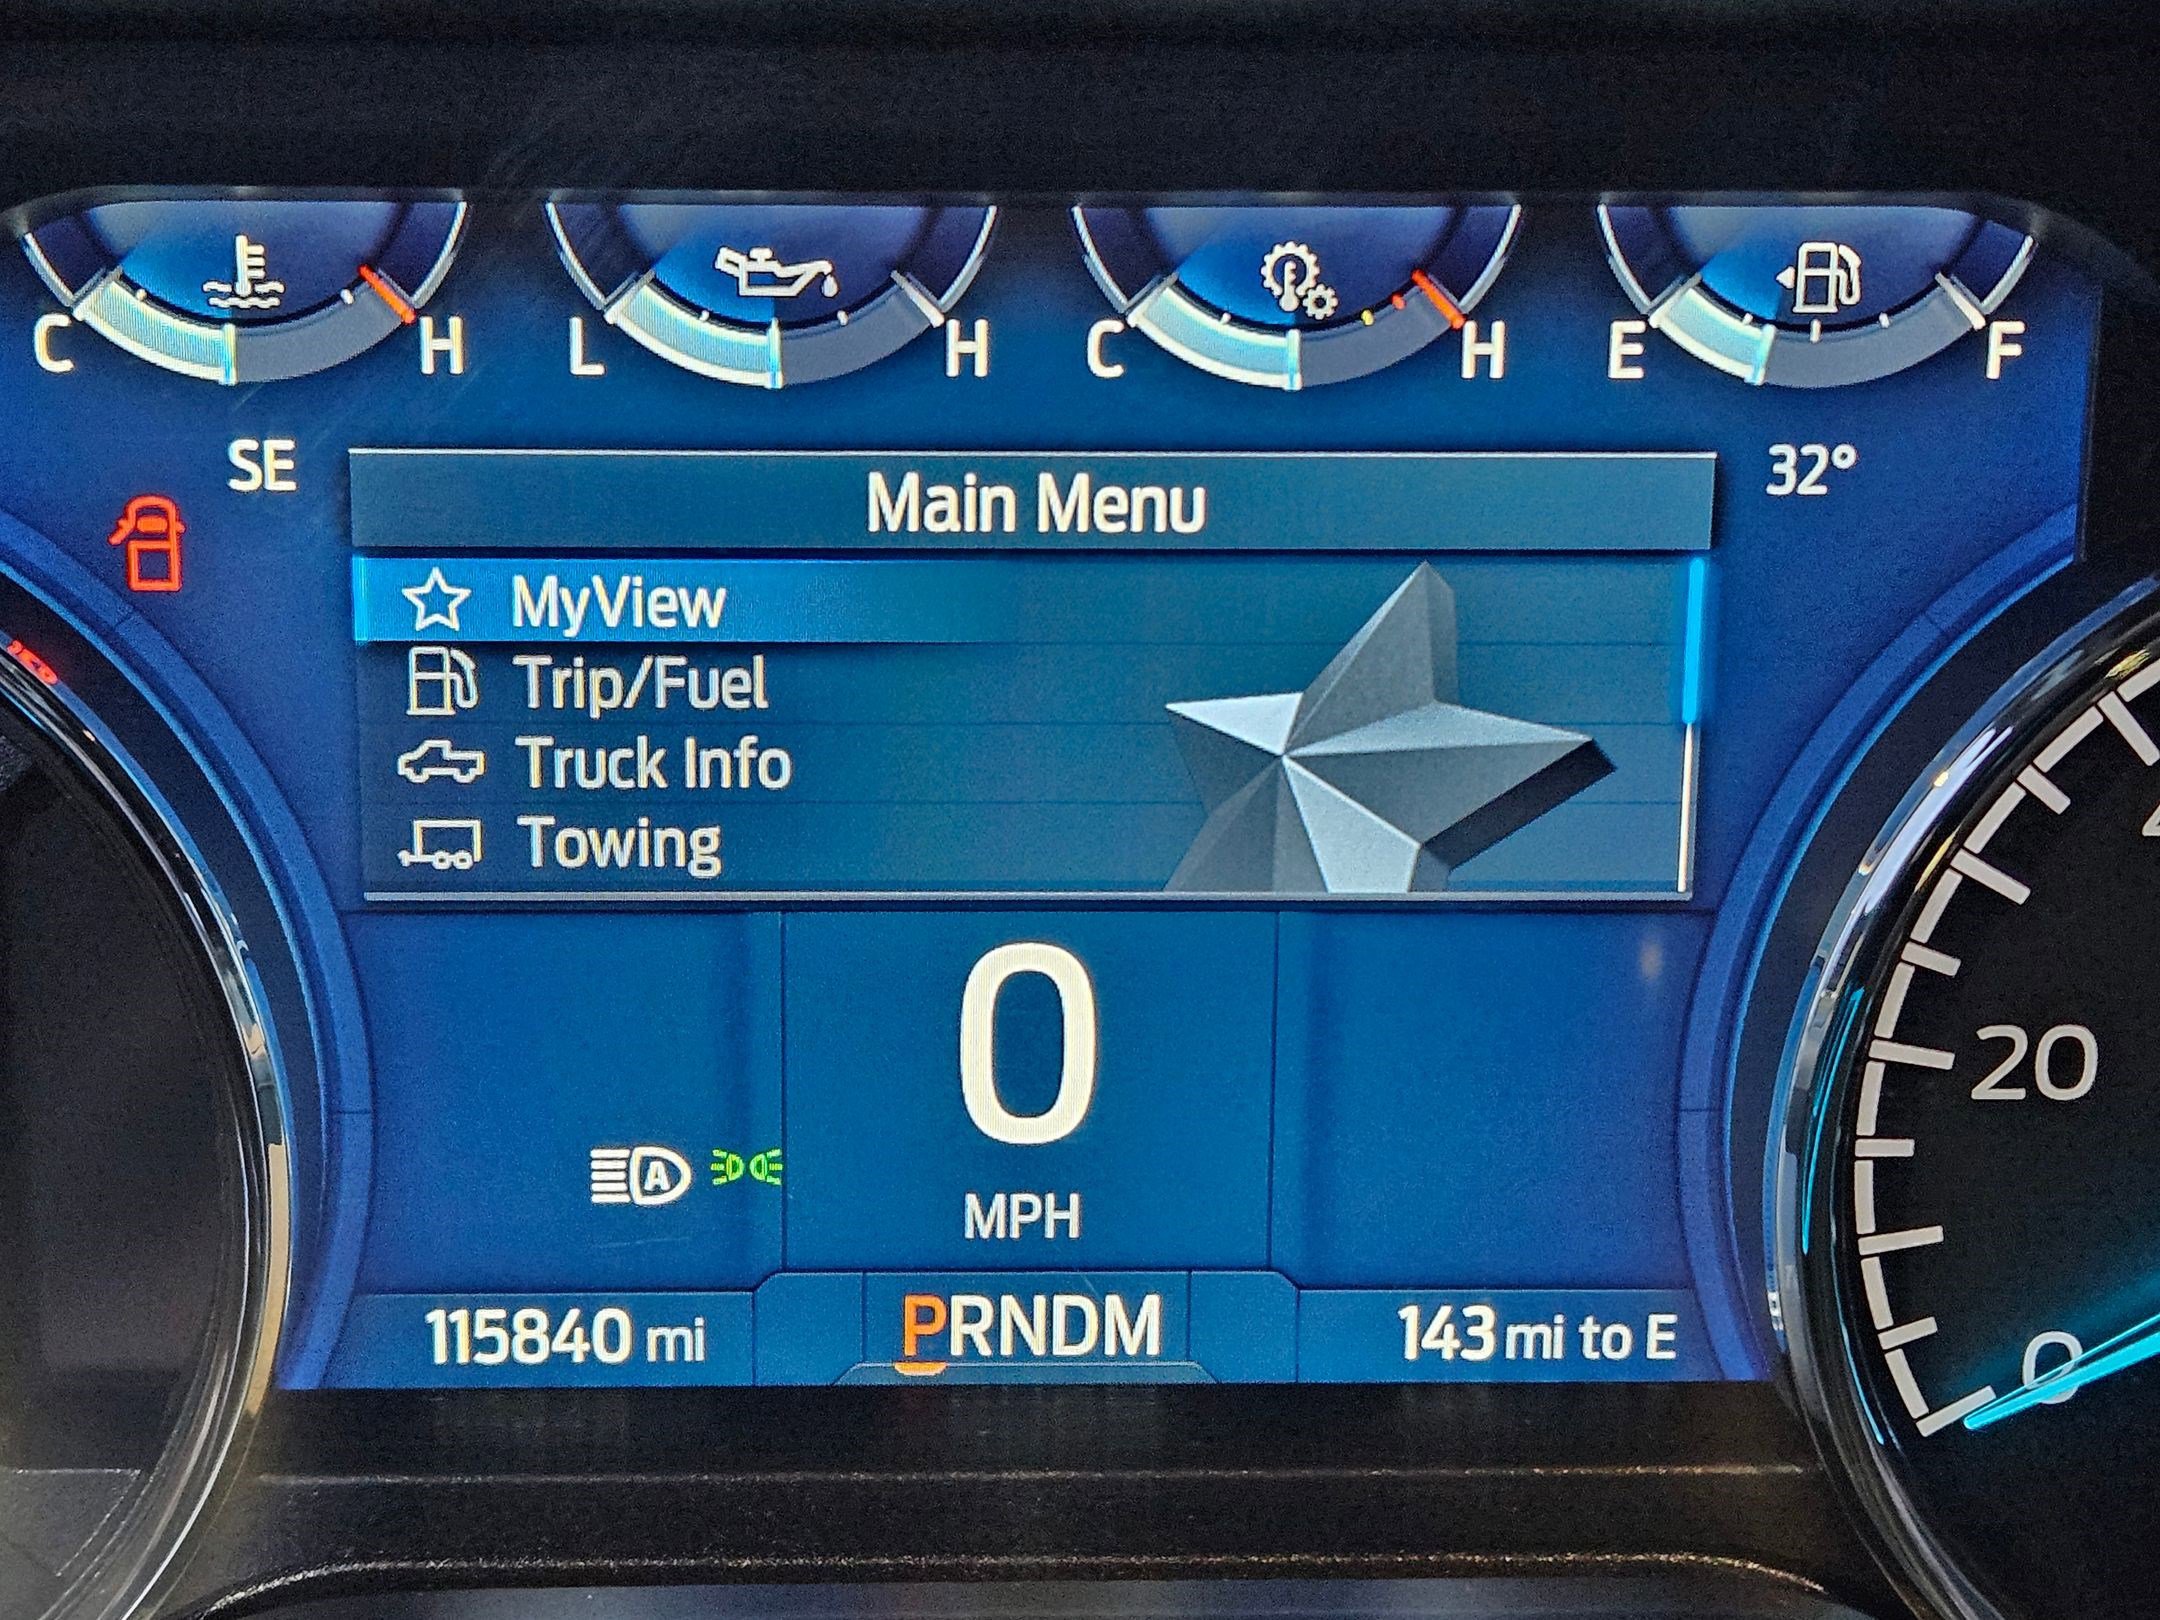 C H L H C H E F
SE 32°
Main Menu
MyView
Trip/Fuel
Truck Info
Towing
0
20
A
MPH
115840 mi PRNDM 143 mi to E
0